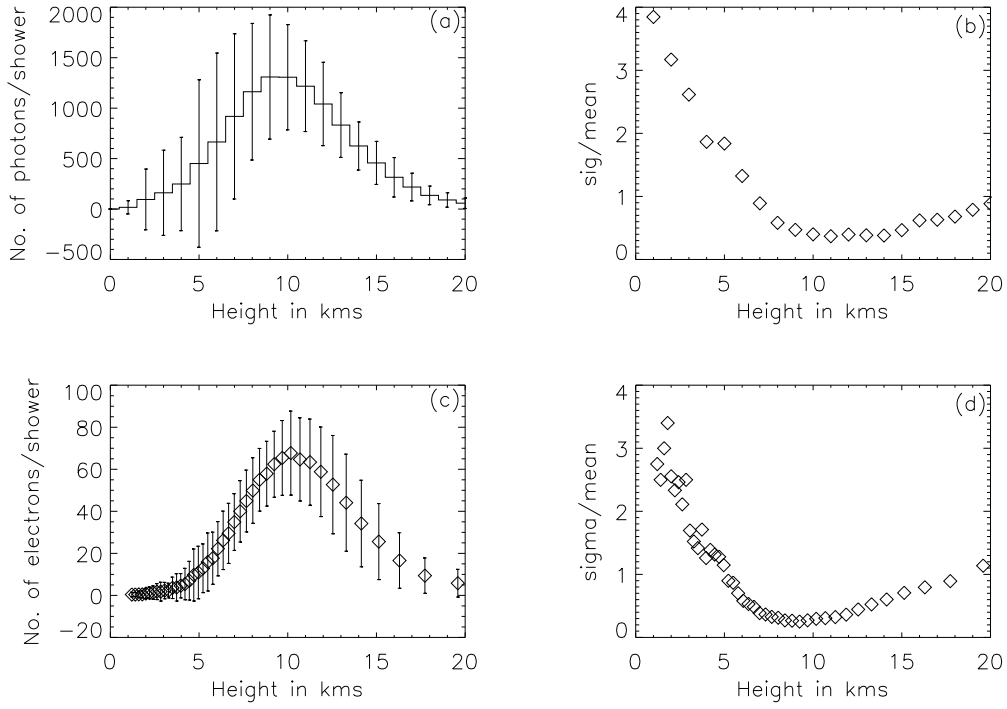 (a)
No. of photons/shower
2000
1500
1000
500
0
−500
0 5 10 15 20
Height in kms
(b)
sig/mean
4
3
2
1
0
0 5 10 15 20
Height in kms
(c)
No. of electrons/shower
100
80
60
40
20
0
−20
0 5 10 15 20
Height in kms
(d)
sigma/mean
4
3
2
1
0
0 5 10 15 20
Height in kms